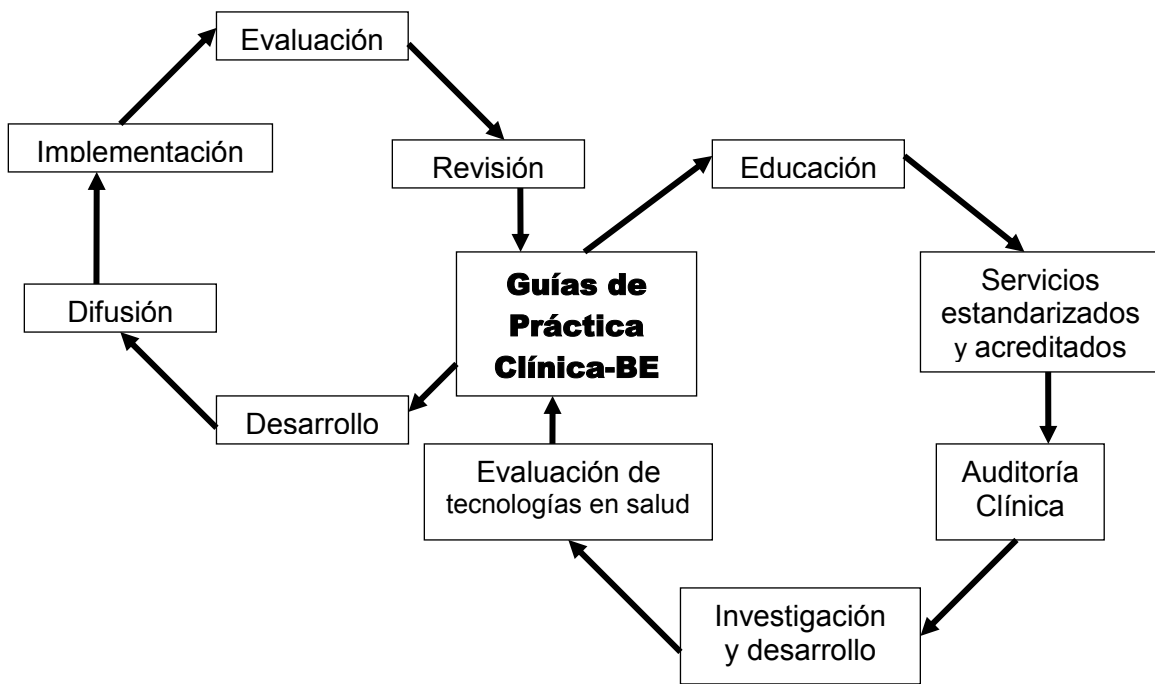 Evaluación
Implementación
Revisión
Educación
Guías de
Práctica
Clínica-BE
Servicios
estandarizados
y acreditados
Difusión
Desarrollo
Evaluación de
tecnologías en salud
Auditoría
Clínica
Investigación
y desarrollo